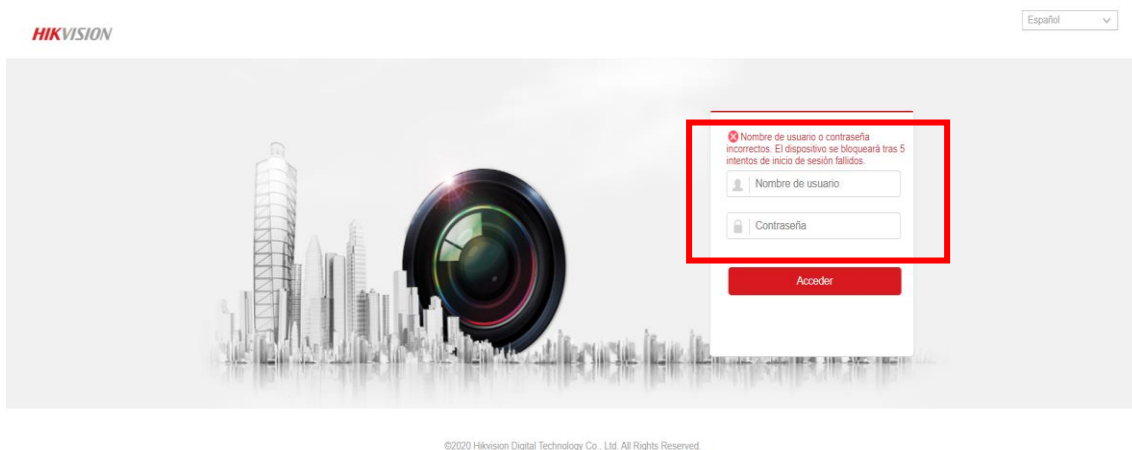 Español
HIKVISION
Nombre de usuario o contraseña
incorrectos. El dispositivo se bloqueará tras 5
intentos de inicio de sesión fallidos.
Nombre de usuario
Contraseña
Acceder
©2020 Hikvision Digital Technology Co., Ltd. All Rights Reserved.